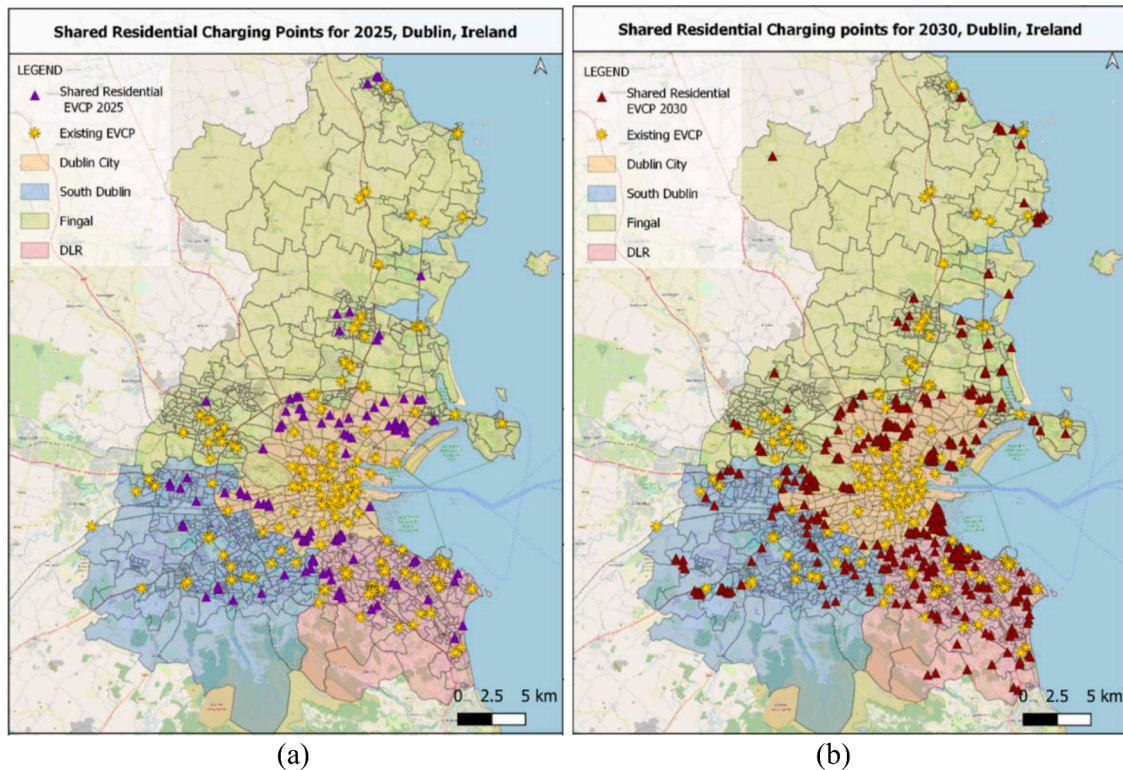 Shared Residential Charging Points for 2025, Dublin, Ireland
LEGEND
Shared Residential
EVCP 2025
Existing EVCP
Dublin City
South Dublin
Fingal
DLR
0 2.5 5 km
(a)
Shared Residential Charging points for 2030, Dublin, Ireland
LEGEND
Shared Residential
EVCP 2030
Existing EVCP
Dublin City
South Dublin
Fingal
DLR
0 2.5 5 km
(b)